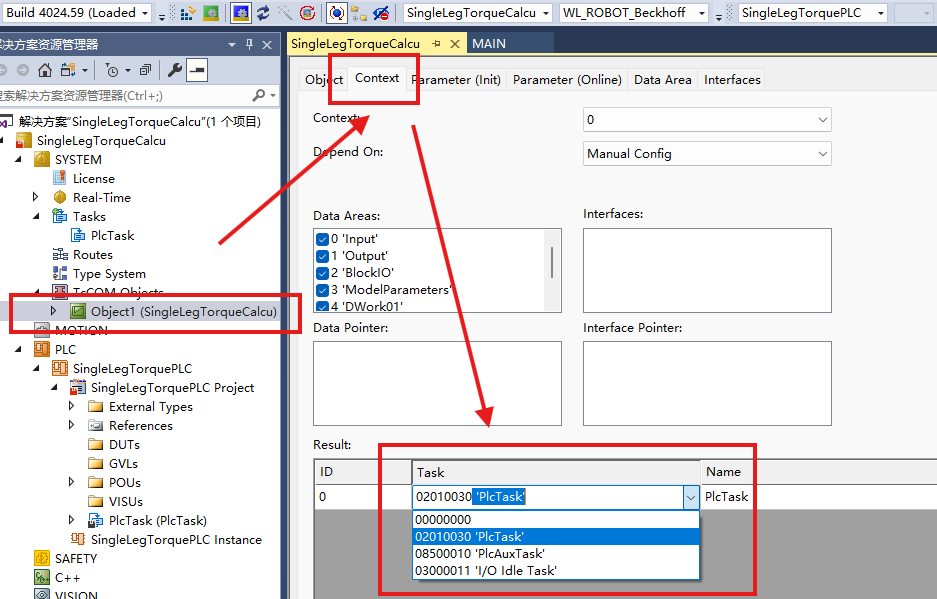 Build 4024.59 (Loaded SingleLegTorqueCalcu WL_ROBOT_Beckhoff SingleLegTorquePLC
解决方案资源管理器
索解决方案资源管理器(Ctrl+;)
解决方案"SingleLegTorqueCalcu"(1 个项目)
SingleLegTorqueCalcu
SYSTEM
License
Real-Time
Tasks
PlcTask
Routes
Type System
TcCOM Objects
Object1 (SingleLegTorqueCalcu)
MOTION
PLC
SingleLegTorquePLC
SingleLegTorquePLC Project
External Types
References
DUTs
GVLs
POUs
VISUs
PlcTask (PlcTask)
SingleLegTorquePLC Instance
SAFETY
C++
VISION
SingleLegTorqueCalcu MAIN
Object Context Parameter (Init) Parameter (Online) Data Area Interfaces
Context: 0
Depend On: Manual Config
Data Areas: Interfaces:
0 'Input'
1 'Output'
2 'BlockIO'
3 'ModelParameters'
4 'DWork01'
Data Pointer: Interface Pointer:
Result:
ID Task Name
0 02010030 'PlcTask' PlcTask
00000000
02010030 'PlcTask'
08500010 'PlcAuxTask'
03000011 'I/O Idle Task'